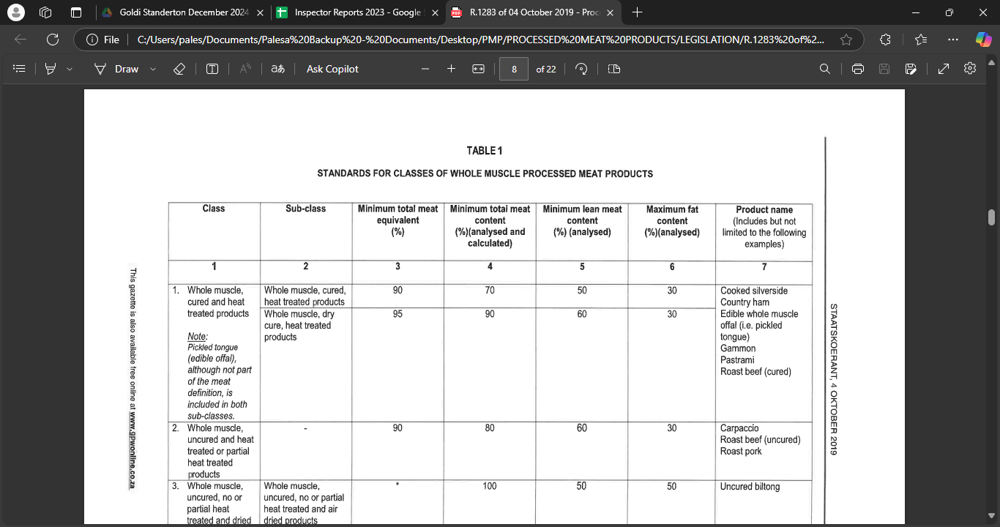 Goldi Standerton December 2024
Inspector Reports 2023 - Google S
R.1283 of 04 October 2019 - Proc
File
C:/Users/pales/Documents/Palesa%20Backup%20-%20Documents/Desktop/PMP/PROCESSED%20MEAT%20PRODUCTS/LEGISLATION/R.1283%20of%2...
Draw
aあ
Ask Copilot
8
of 22
TABLE 1
STANDARDS FOR CLASSES OF WHOLE MUSCLE PROCESSED MEAT PRODUCTS
Class
Sub-class
Minimum total meat
equivalent
(%)
Minimum total meat
content
(%)(analysed and
calculated)
Minimum lean meat
content
(%) (analysed)
Maximum fat
content
(%)(analysed)
Product name
(Includes but not
limited to the following
examples)
1
2
3
4
5
6
7
1. Whole muscle,
cured and heat
treated products
Note:
Pickled tongue
(edible offal),
although not part
of the meat
definition, is
included in both
sub-classes.
Whole muscle, cured,
heat treated products
90
70
50
30
Whole muscle, dry
cure, heat treated
products
95
90
60
30
Cooked silverside
Country ham
Edible whole muscle
offal (i.e. pickled
tongue)
Gammon
Pastrami
Roast beef (cured)
2. Whole muscle,
uncured and heat
treated or partial
heat treated
products
-
90
80
60
30
Carpaccio
Roast beef (uncured)
Roast pork
3. Whole muscle,
uncured, no or
partial heat
treated and dried
Whole muscle,
uncured, no or partial
heat treated and air
dried products
*
100
50
50
Uncured biltong
This gazette is also available free online at www.gpwonline.co.za
STAATSKOERANT, 4 OKTOBER 2019